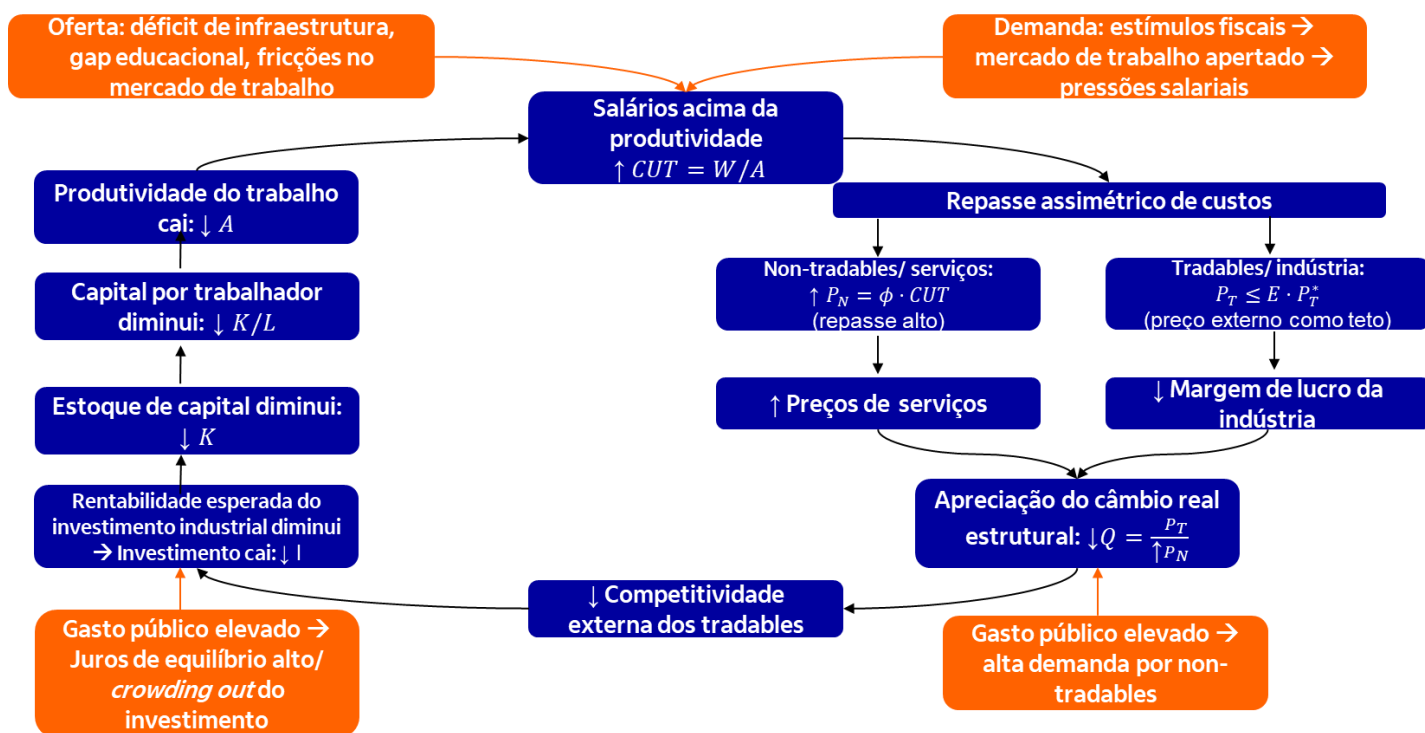 Oferta: déficit de infraestrutura,
gap educacional, fricções no
mercado de trabalho
Demanda: estímulos fiscais →
mercado de trabalho apertado →
pressões salariais
Salários acima da
produtividade
↑ CUT = W/A
Produtividade do trabalho
cai: ↓ A
Repasse assimétrico de custos
Capital por trabalhador
diminui: ↓ K/L
Non-tradables/ serviços:
↑ P_N = ϕ · CUT
(repasse alto)
Tradables/ indústria:
P_T ≤ E · P_T^*
(preço externo como teto)
Estoque de capital diminui:
↓ K
↑ Preços de serviços
↓ Margem de lucro da
indústria
Rentabilidade esperada do
investimento industrial diminui
→ Investimento cai: ↓ I
Apreciação do câmbio real
estrutural: ↓Q = P_T / ↑P_N
↓ Competitividade
externa dos tradables
Gasto público elevado →
Juros de equilíbrio alto/
crowding out do
investimento
Gasto público elevado →
alta demanda por non-
tradables